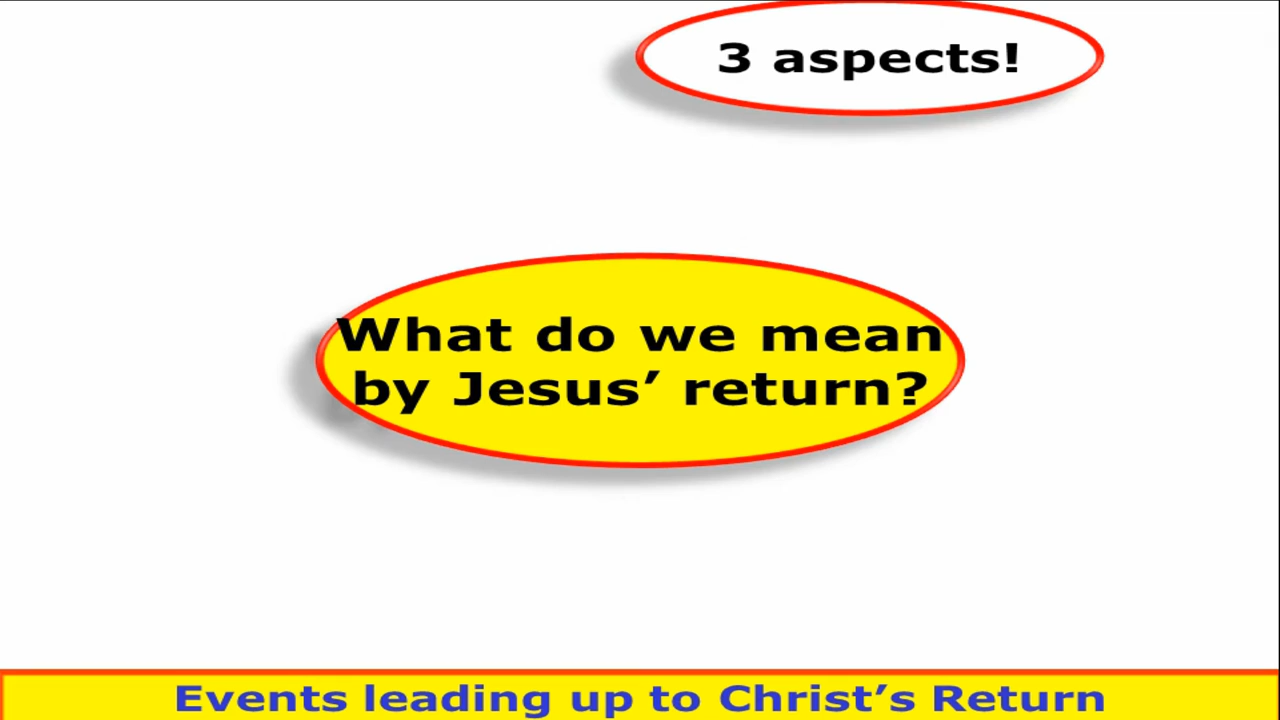 3 aspects!
What do we mean
by Jesus’ return?
Events leading up to Christ’s Return